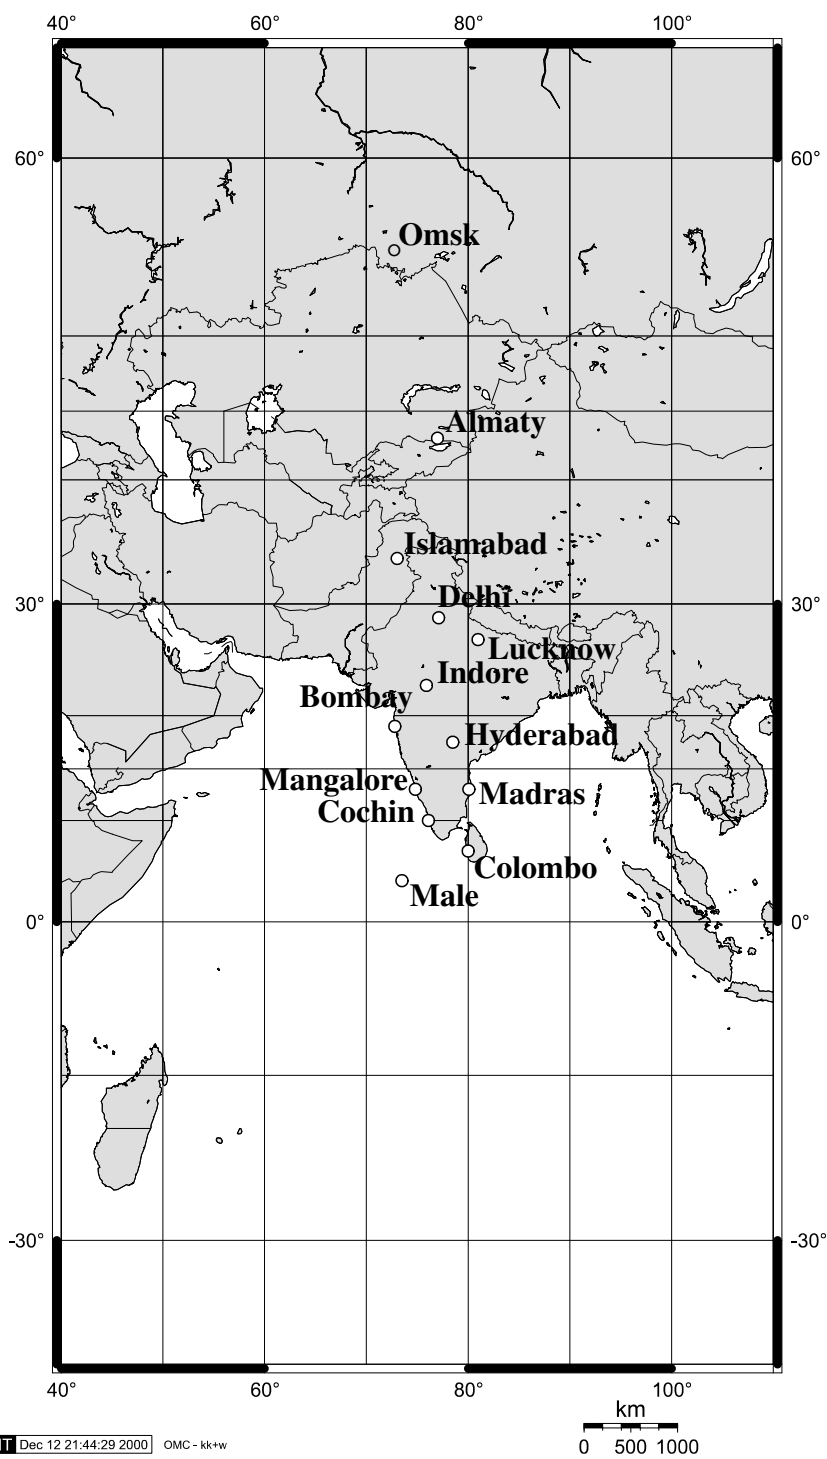 40° 60° 80° 100°
60° 60°
Omsk
Almaty
Islamabad
30° Delhi 30°
Lucknow
Indore
Bombay
Hyderabad
Mangalore
Madras
Cochin
Colombo
Male
0° 0°
-30° -30°
40° 60° 80° 100°
km
0 500 1000
Dec 12 21:44:29 2000 OMC - kk+w